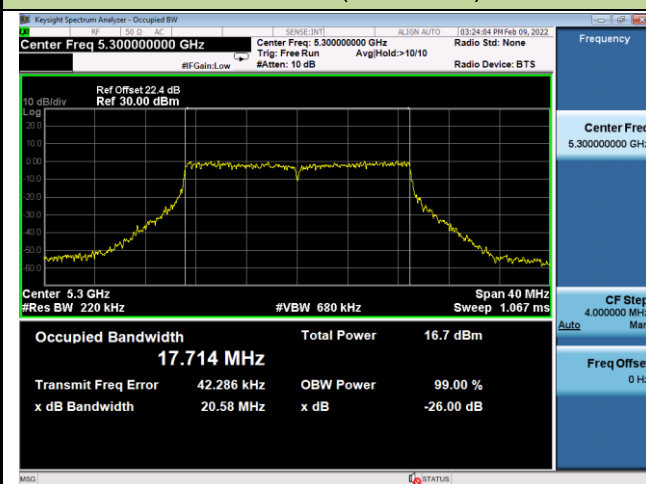 Keysight Spectrum Analyzer - Occupied BW
RF 50 Ω AC SENSE:INT ALIGN AUTO 03:24:04 PM Feb 09, 2022
Center Freq 5.300000000 GHz
Center Freq: 5.300000000 GHz Radio Std: None
Trig: Free Run Avg|Hold:>10/10
#IFGain:Low #Atten: 10 dB Radio Device: BTS
Ref Offset 22.4 dB
10 dB/div Ref 30.00 dBm
Log
20.0
10.0
0.00
-10.0
-20.0
-30.0
-40.0
-50.0
-60.0
Center 5.3 GHz Span 40 MHz
#Res BW 220 kHz #VBW 680 kHz Sweep 1.067 ms
Occupied Bandwidth Total Power 16.7 dBm
17.714 MHz
Transmit Freq Error 42.286 kHz OBW Power 99.00 %
x dB Bandwidth 20.58 MHz x dB -26.00 dB
MSG STATUS
Frequency
Center Freq
5.300000000 GHz
CF Step
4.000000 MHz
Auto Man
Freq Offset
0 Hz